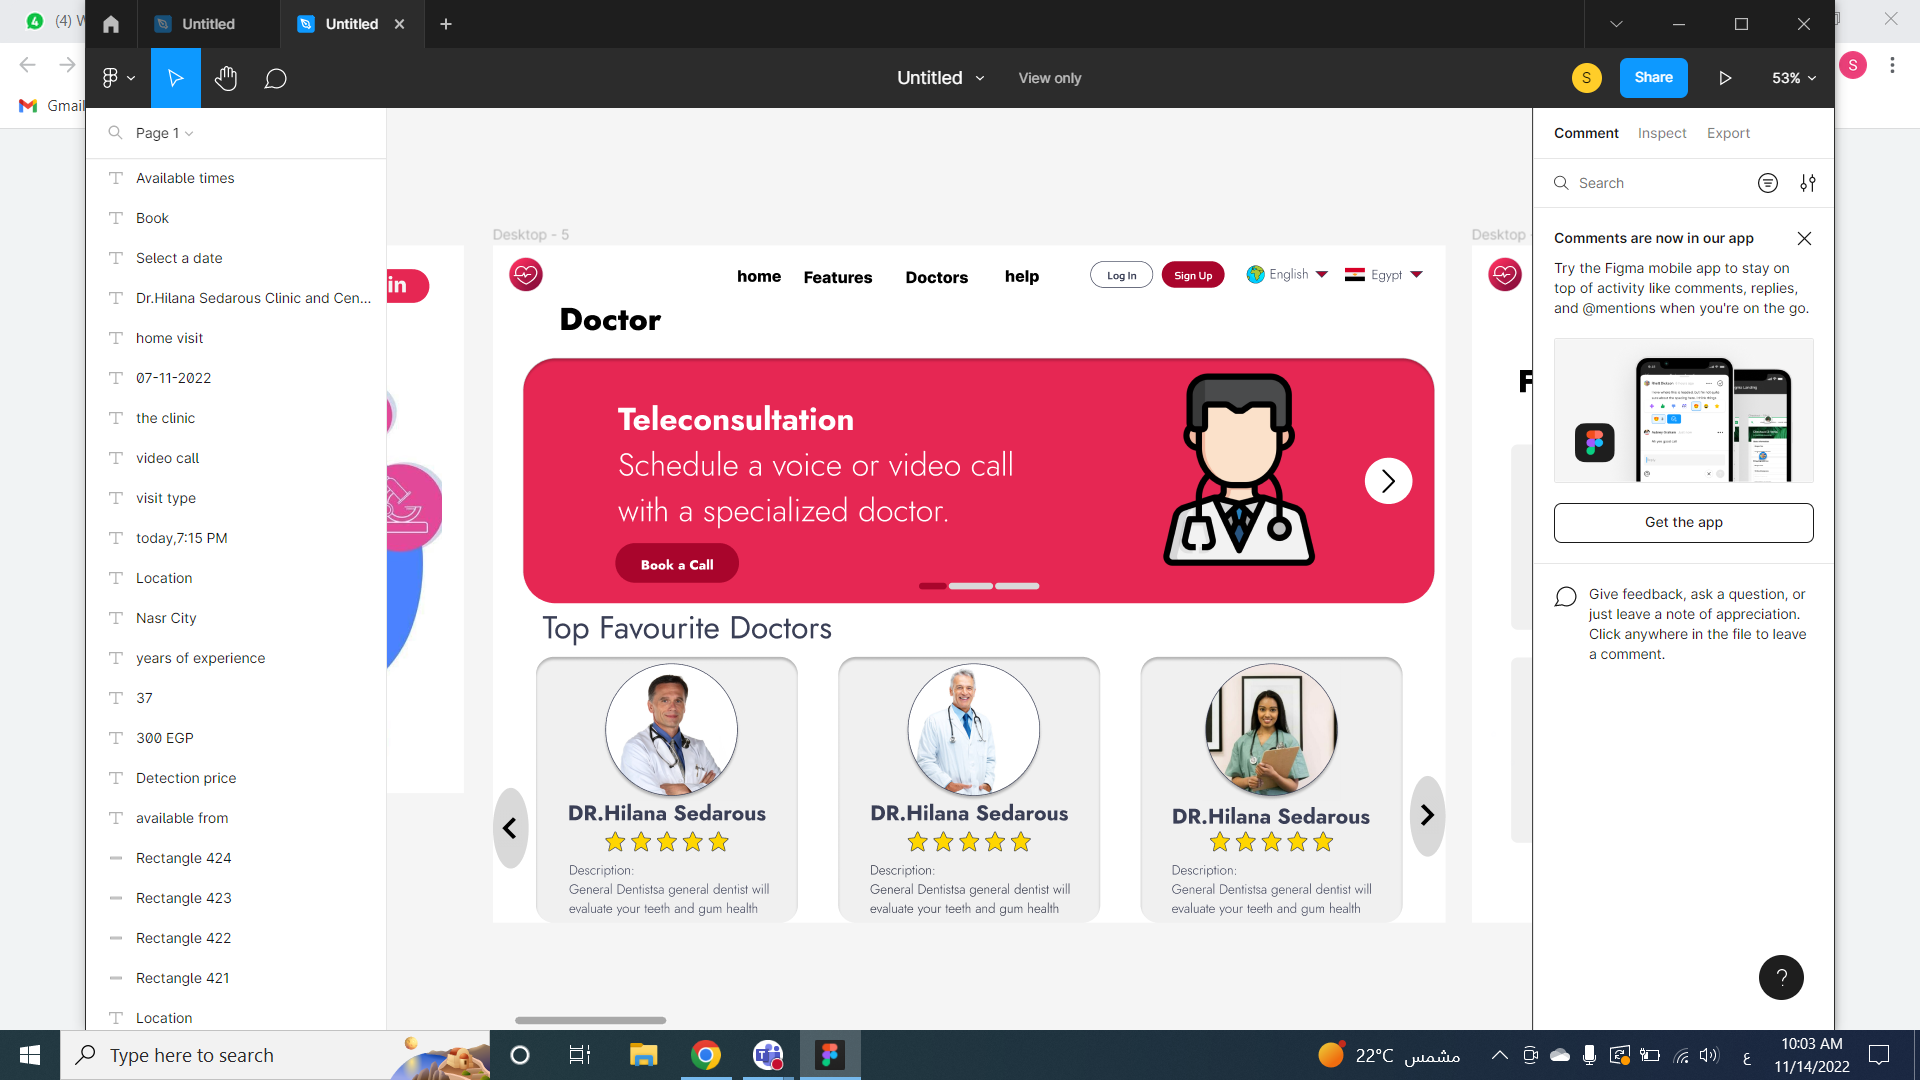 (4) W
Untitled
Untitled
Untitled
View only
S
Share
53%
S
Gmail
Page 1
Available times
Book
Select a date
Dr.Hilana Sedarous Clinic and Cen...
home visit
07-11-2022
the clinic
video call
visit type
today,7:15 PM
Location
Nasr City
years of experience
37
300 EGP
Detection price
available from
Rectangle 424
Rectangle 423
Rectangle 422
Rectangle 421
Location
in
Desktop - 5
home
Features
Doctors
help
Log In
Sign Up
English
Egypt
Doctor
Teleconsultation
Schedule a voice or video call
with a specialized doctor.
Book a Call
Top Favourite Doctors
DR.Hilana Sedarous
Description:
General Dentistsa general dentist will
evaluate your teeth and gum health
DR.Hilana Sedarous
Description:
General Dentistsa general dentist will
evaluate your teeth and gum health
DR.Hilana Sedarous
Description:
General Dentistsa general dentist will
evaluate your teeth and gum health
Desktop -
F
Comment
Inspect
Export
Search
Comments are now in our app
Try the Figma mobile app to stay on
top of activity like comments, replies,
and @mentions when you're on the go.
Get the app
Give feedback, ask a question, or
just leave a note of appreciation.
Click anywhere in the file to leave
a comment.
?
Type here to search
22°C مشمس
ع
10:03 AM
11/14/2022